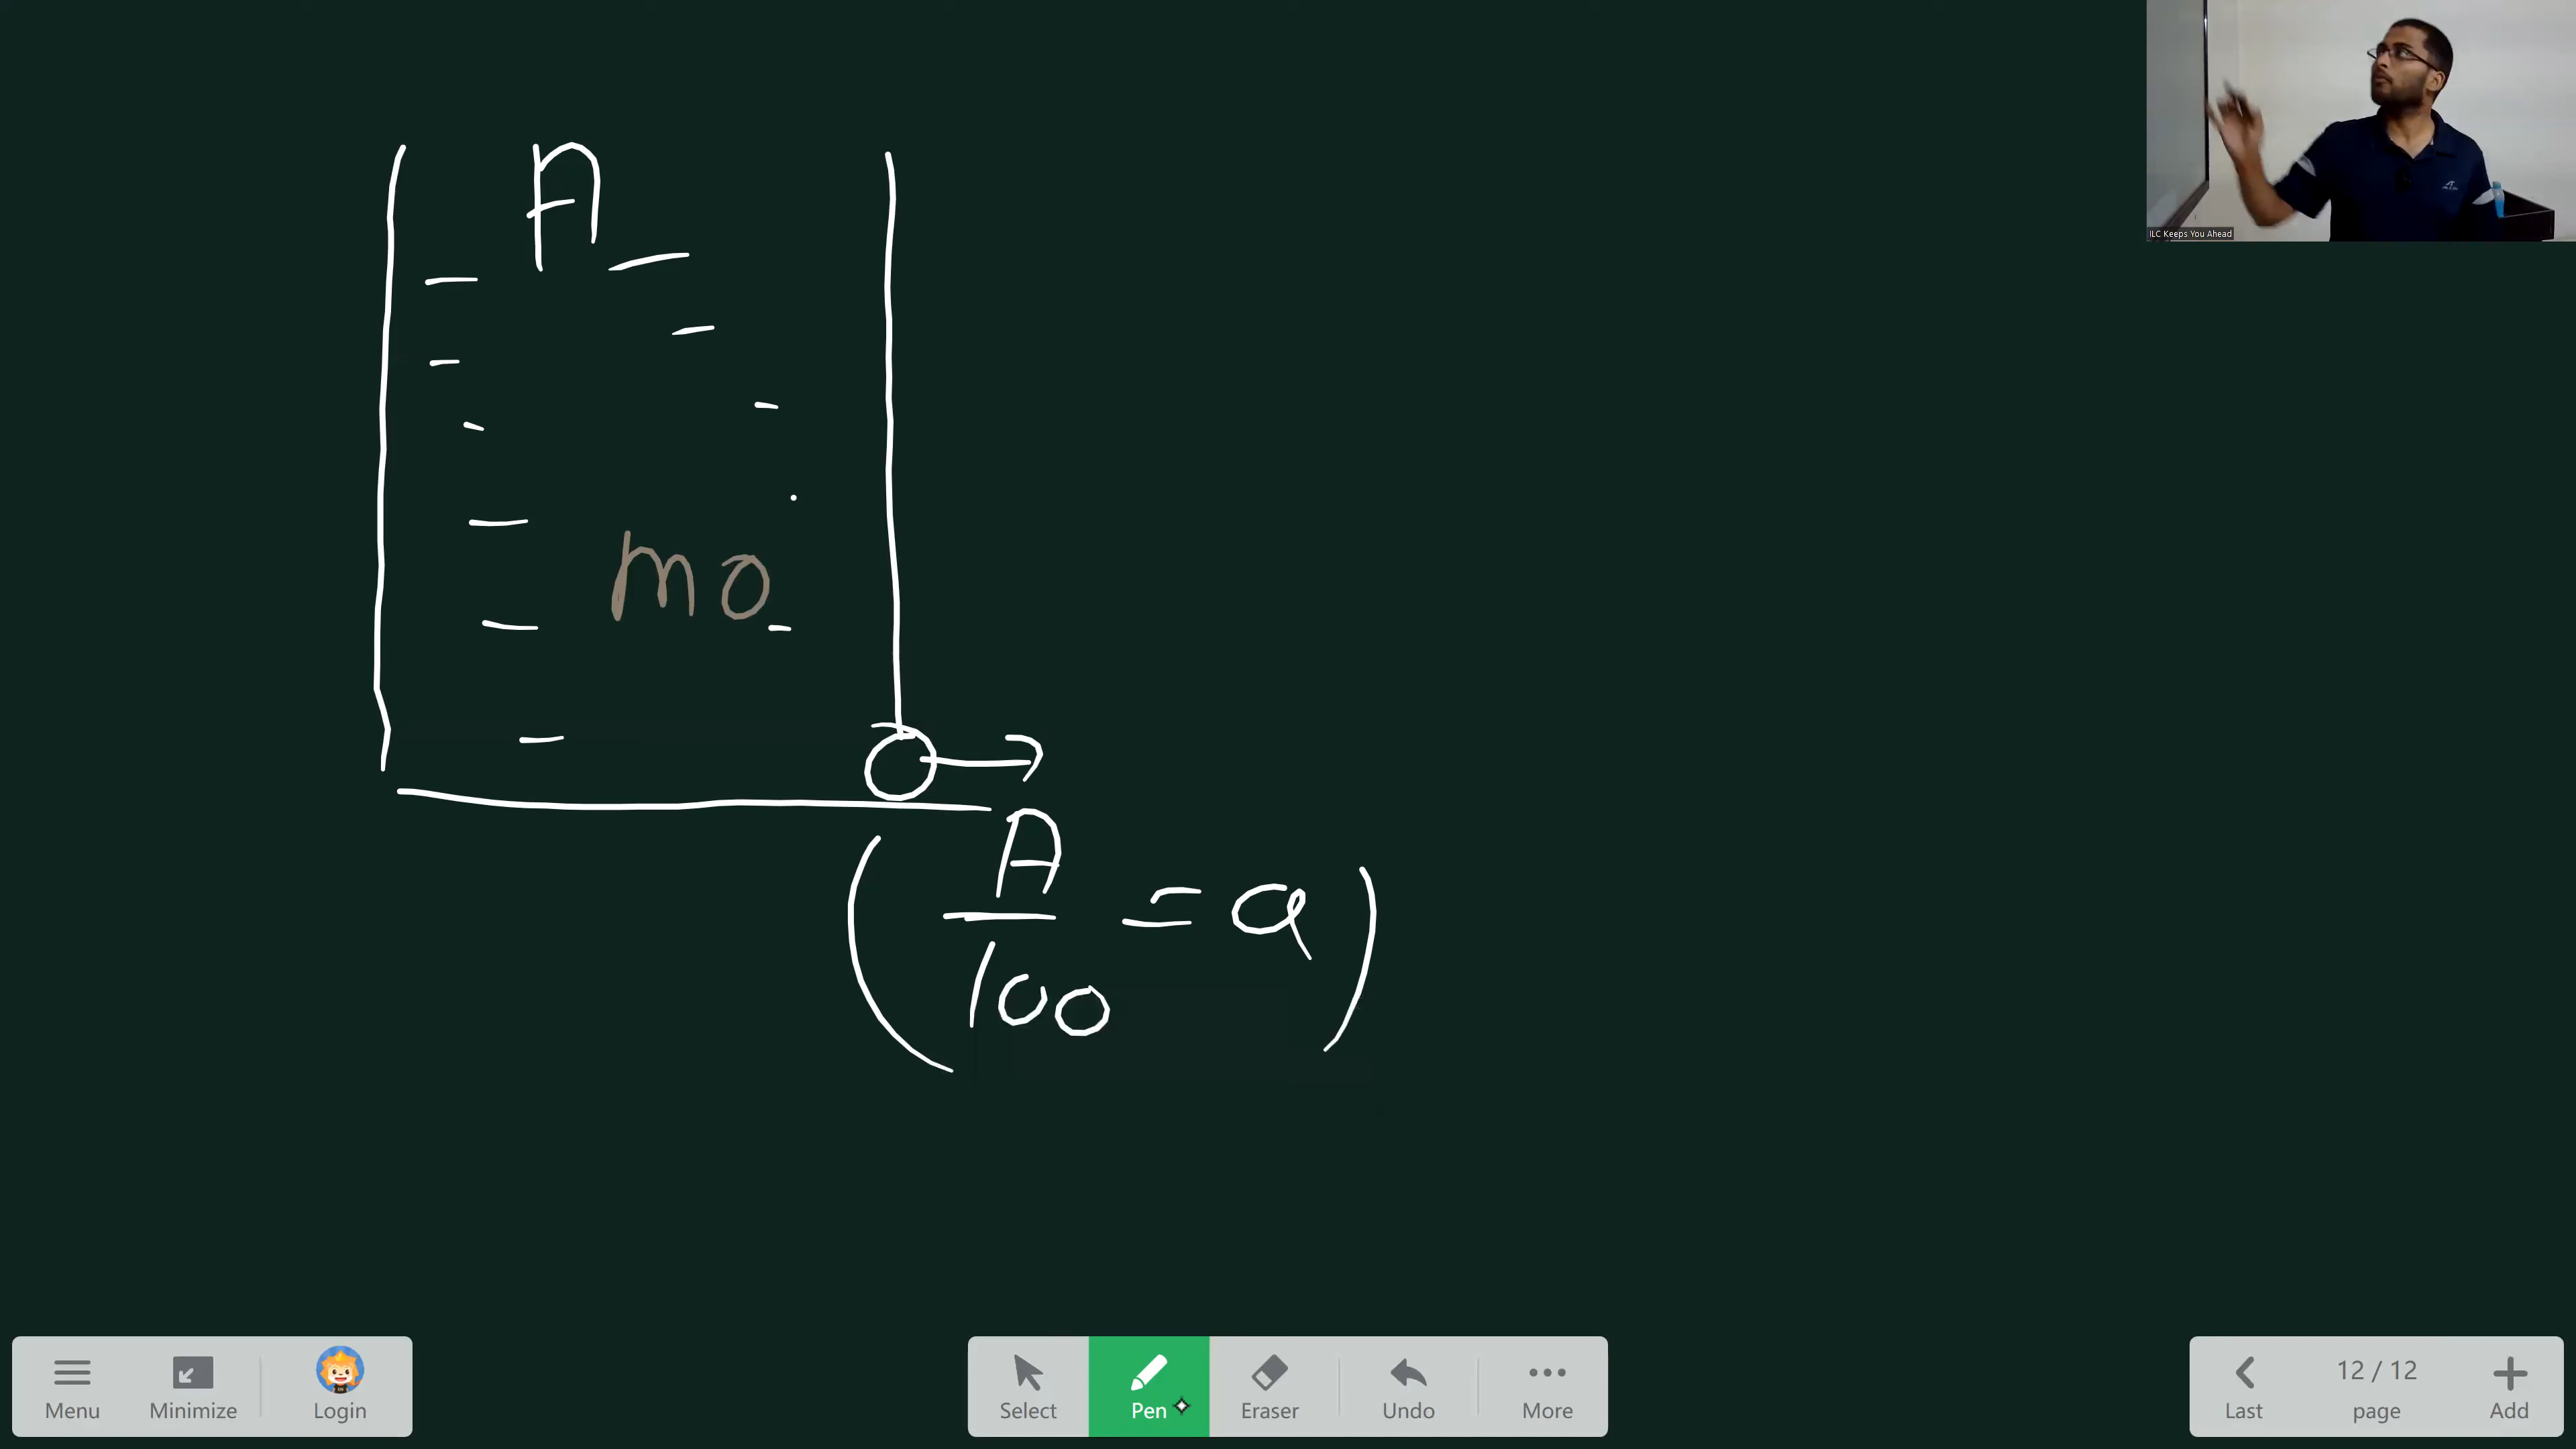 ILC Keeps You Ahead
A
m0
( A
100 = a )
Menu
Minimize
Login
Select
Pen
Eraser
Undo
More
Last
12 / 12
page
Add